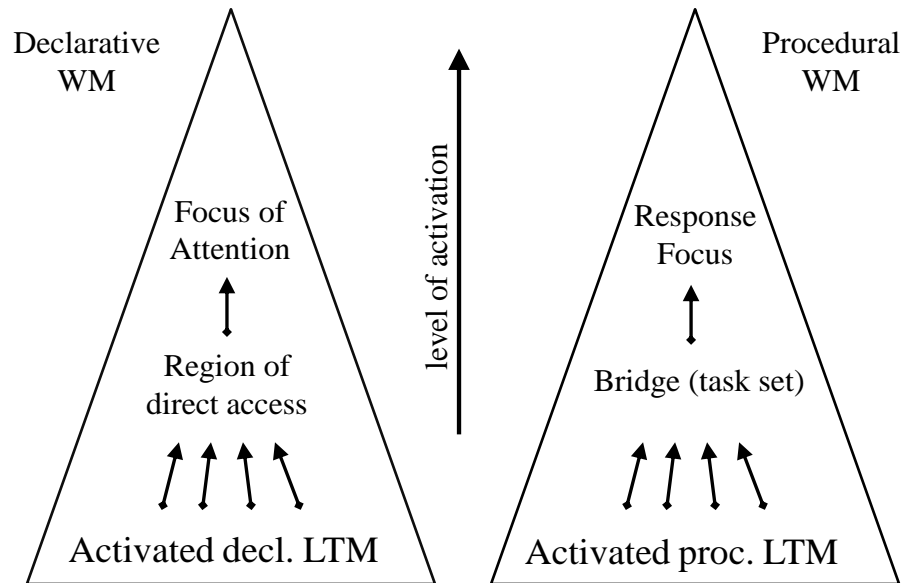 Declarative
WM
Focus of
Attention
Region of
direct access
Activated decl. LTM
level of activation
Procedural
WM
Response
Focus
Bridge (task set)
Activated proc. LTM